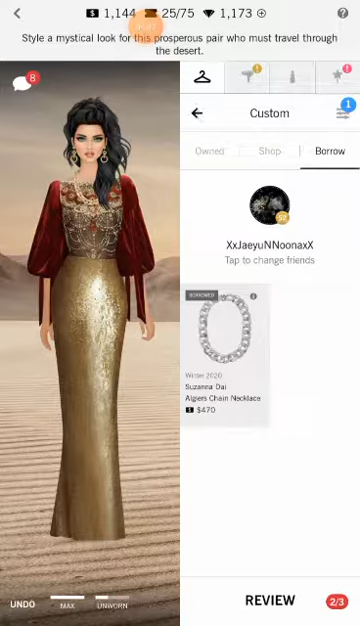 1,144 25/75 1,173
Style a mystical look for this prosperous pair who must travel through
the desert.
8
Custom
1
Owned Shop Borrow
52
XxJaeyuNNoonaxX
Tap to change friends
BORROWED
Winter 2020
Suzanna Dai
Algiers Chain Necklace
$470
UNDO MAX UNWORN
REVIEW 2/3